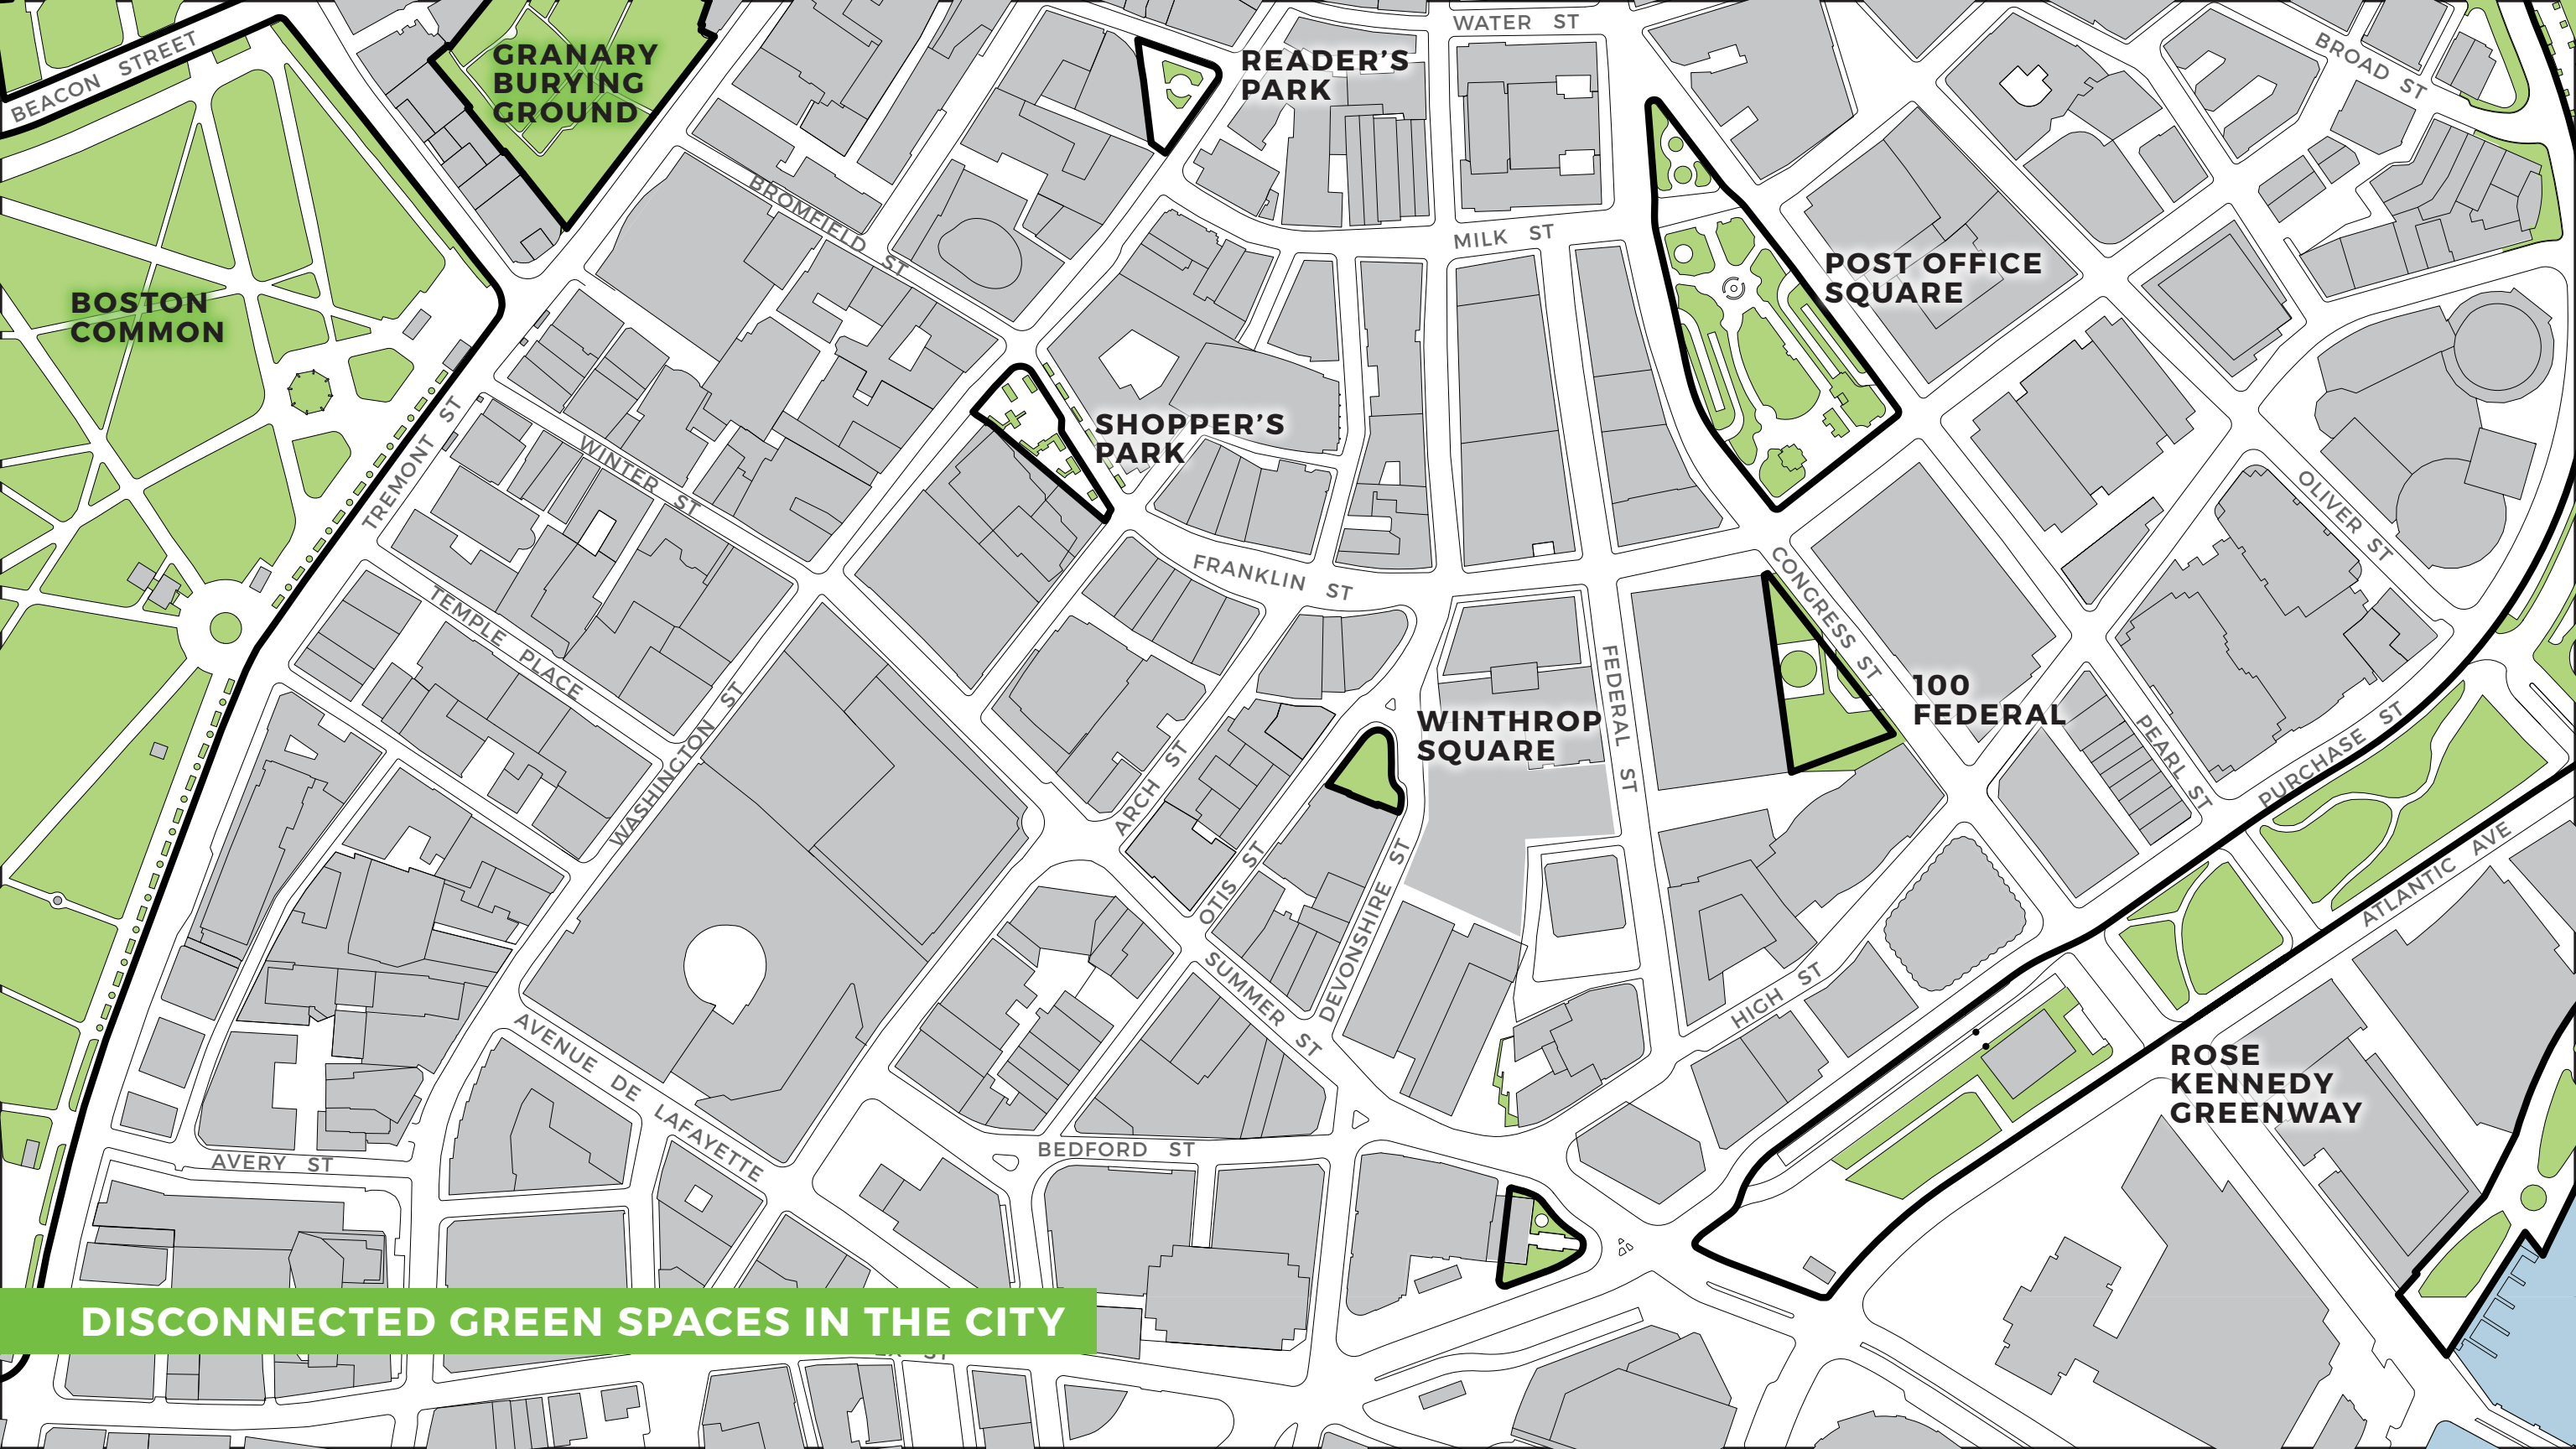 WATER ST
BEACON STREET
GRANARY
BURYING
GROUND
READER'S
PARK
BROAD ST
BROMFIELD ST
MILK ST
POST OFFICE
SQUARE
BOSTON
COMMON
TREMONT ST
WINTER ST
SHOPPER'S
PARK
OLIVER ST
FRANKLIN ST
CONGRESS ST
TEMPLE PLACE
FEDERAL ST
100
FEDERAL
WASHINGTON ST
ARCH ST
WINTHROP
SQUARE
PEARL ST
PURCHASE ST
OTIS ST
DEVONSHIRE ST
ATLANTIC AVE
SUMMER ST
HIGH ST
AVENUE DE LAFAYETTE
ROSE
KENNEDY
GREENWAY
BEDFORD ST
AVERY ST
DISCONNECTED GREEN SPACES IN THE CITY